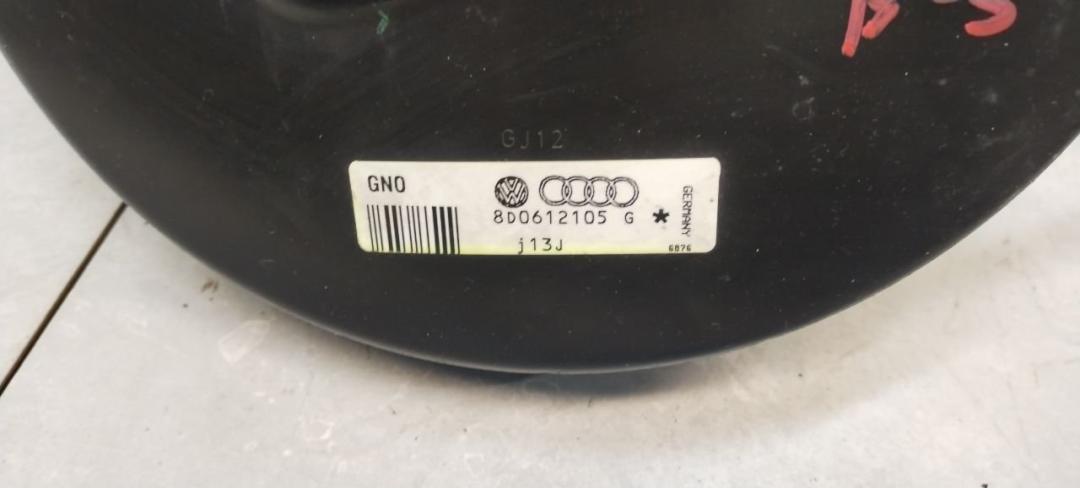 GJ12
GNO
8D0612105 G *
j13J
GERMANY
6876